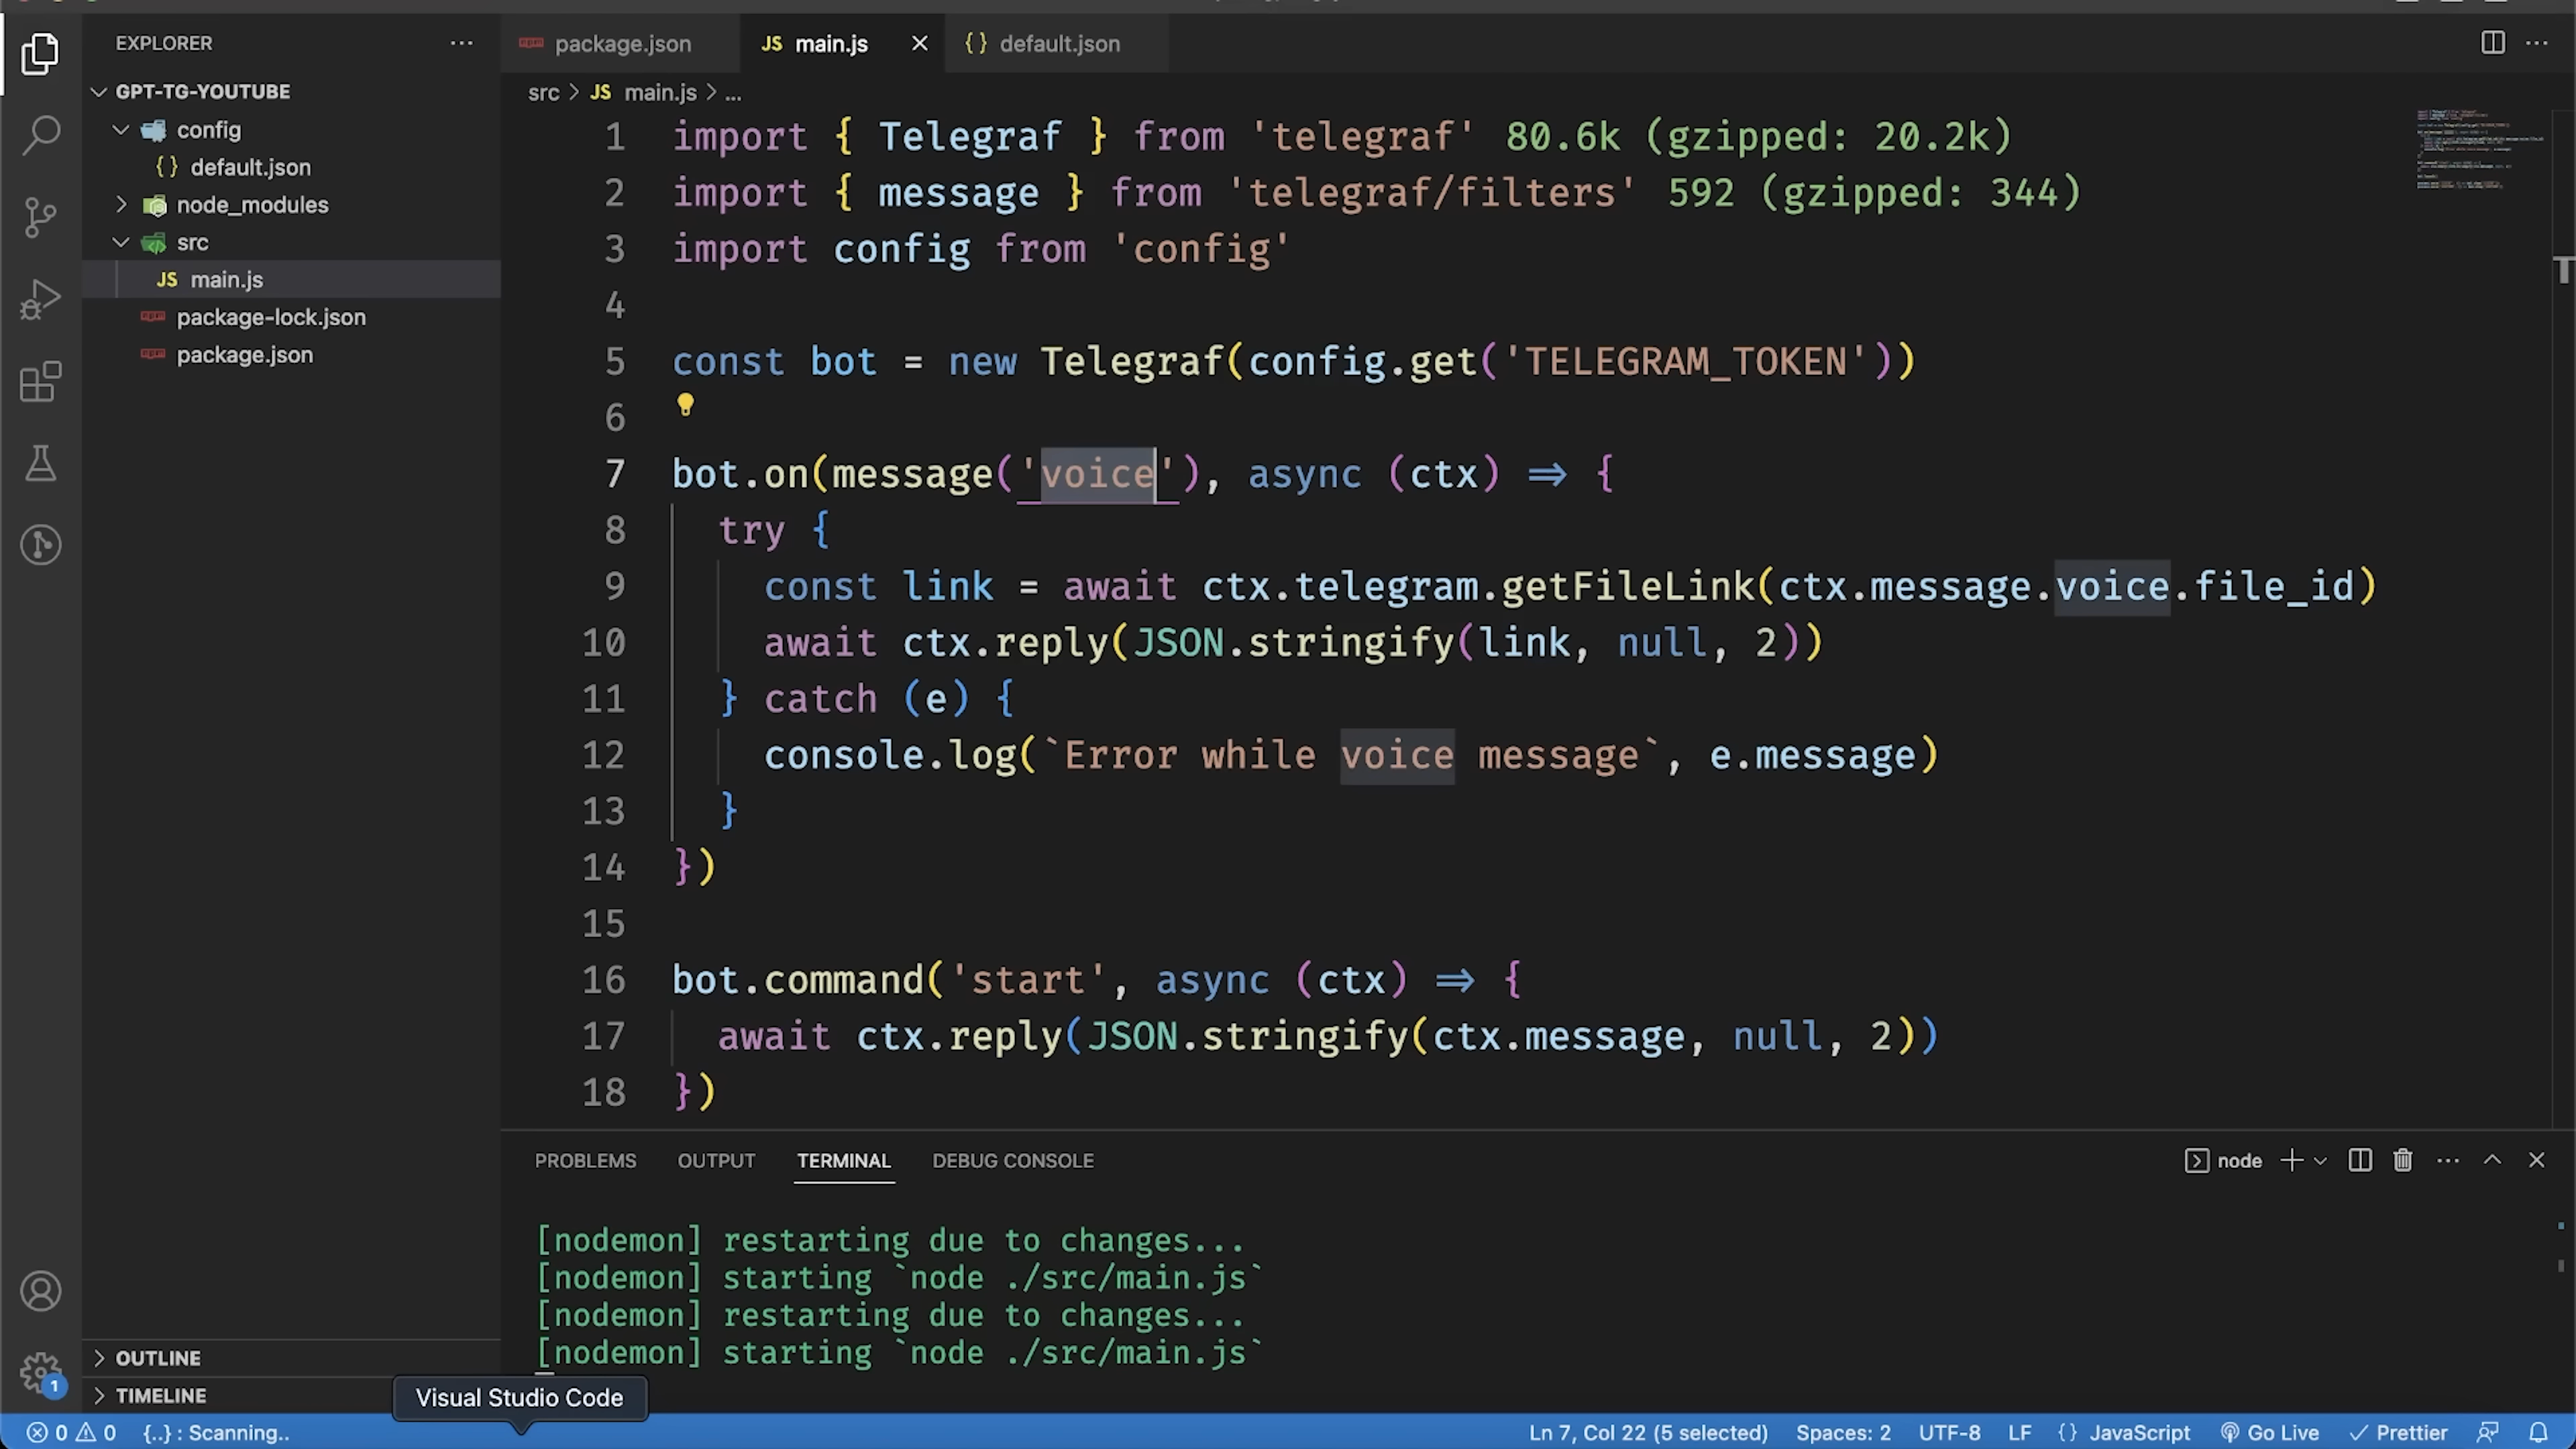 EXPLORER
package.json
JS main.js
{} default.json
GPT-TG-YOUTUBE
src > JS main.js > ...
config
{} default.json
node_modules
src
JS main.js
package-lock.json
package.json
1 import { Telegraf } from 'telegraf' 80.6k (gzipped: 20.2k)
2 import { message } from 'telegraf/filters' 592 (gzipped: 344)
3 import config from 'config'
4
5 const bot = new Telegraf(config.get('TELEGRAM_TOKEN'))
6
7 bot.on(message('voice'), async (ctx) => {
8 try {
9 const link = await ctx.telegram.getFileLink(ctx.message.voice.file_id)
10 await ctx.reply(JSON.stringify(link, null, 2))
11 } catch (e) {
12 console.log(`Error while voice message`, e.message)
13 }
14 })
15
16 bot.command('start', async (ctx) => {
17 await ctx.reply(JSON.stringify(ctx.message, null, 2))
18 })
PROBLEMS OUTPUT TERMINAL DEBUG CONSOLE
node
[nodemon] restarting due to changes...
[nodemon] starting `node ./src/main.js`
[nodemon] restarting due to changes...
[nodemon] starting `node ./src/main.js`
OUTLINE
TIMELINE
1
Visual Studio Code
0 0 {..} : Scanning..
Ln 7, Col 22 (5 selected) Spaces: 2 UTF-8 LF {} JavaScript Go Live Prettier